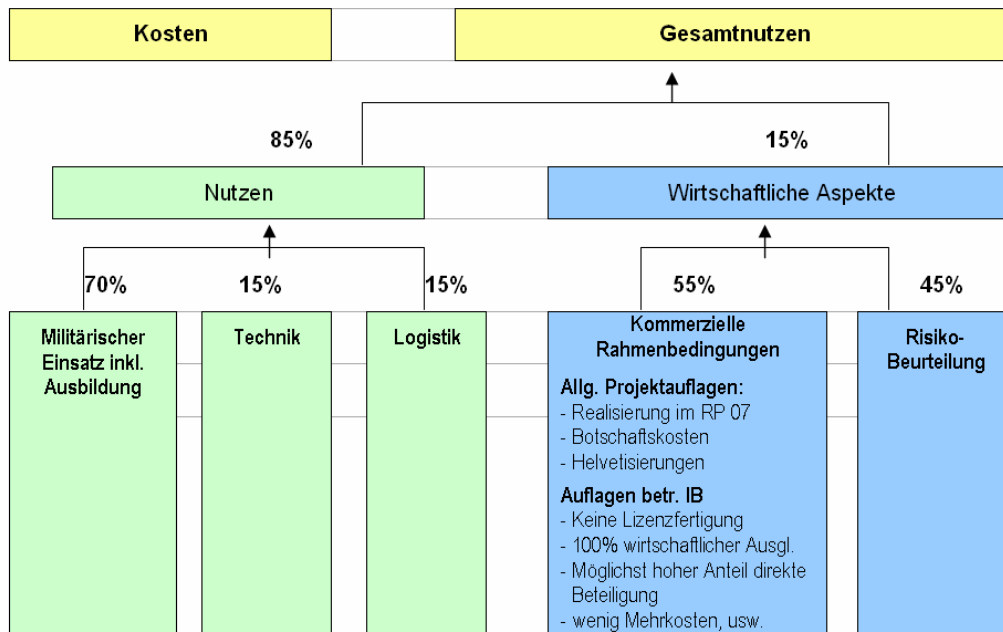 Kosten
Gesamtnutzen
85%
15%
Nutzen
Wirtschaftliche Aspekte
70%
15%
15%
55%
45%
Militärischer
Einsatz inkl.
Ausbildung
Technik
Logistik
Kommerzielle
Rahmenbedingungen
Allg. Projektauflagen:
- Realisierung im RP 07
- Botschaftskosten
- Helvetisierungen
Auflagen betr. IB
- Keine Lizenzfertigung
- 100% wirtschaftlicher Ausgl.
- Möglichst hoher Anteil direkte
Beteiligung
- wenig Mehrkosten, usw.
Risiko-
Beurteilung